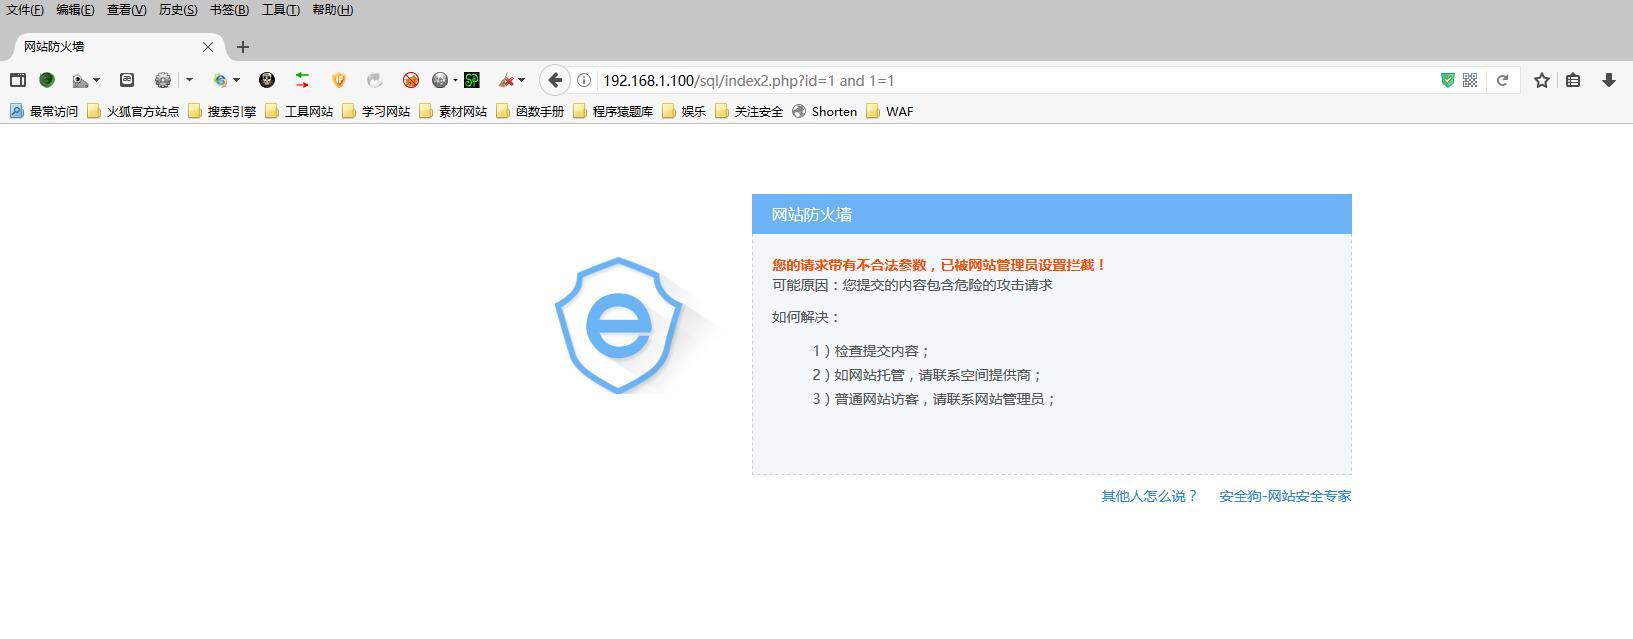 文件(F) 编辑(E) 查看(V) 历史(S) 书签(B) 工具(T) 帮助(H)
网站防火墙
192.168.1.100/sql/index2.php?id=1 and 1=1
最常访问 火狐官方站点 搜索引擎 工具网站 学习网站 素材网站 函数手册 程序猿题库 娱乐 关注安全 Shorten WAF
网站防火墙
您的请求带有不合法参数，已被网站管理员设置拦截！
可能原因：您提交的内容包含危险的攻击请求
如何解决：
1）检查提交内容；
2）如网站托管，请联系空间提供商；
3）普通网站访客，请联系网站管理员；
其他人怎么说？ 安全狗-网站安全专家